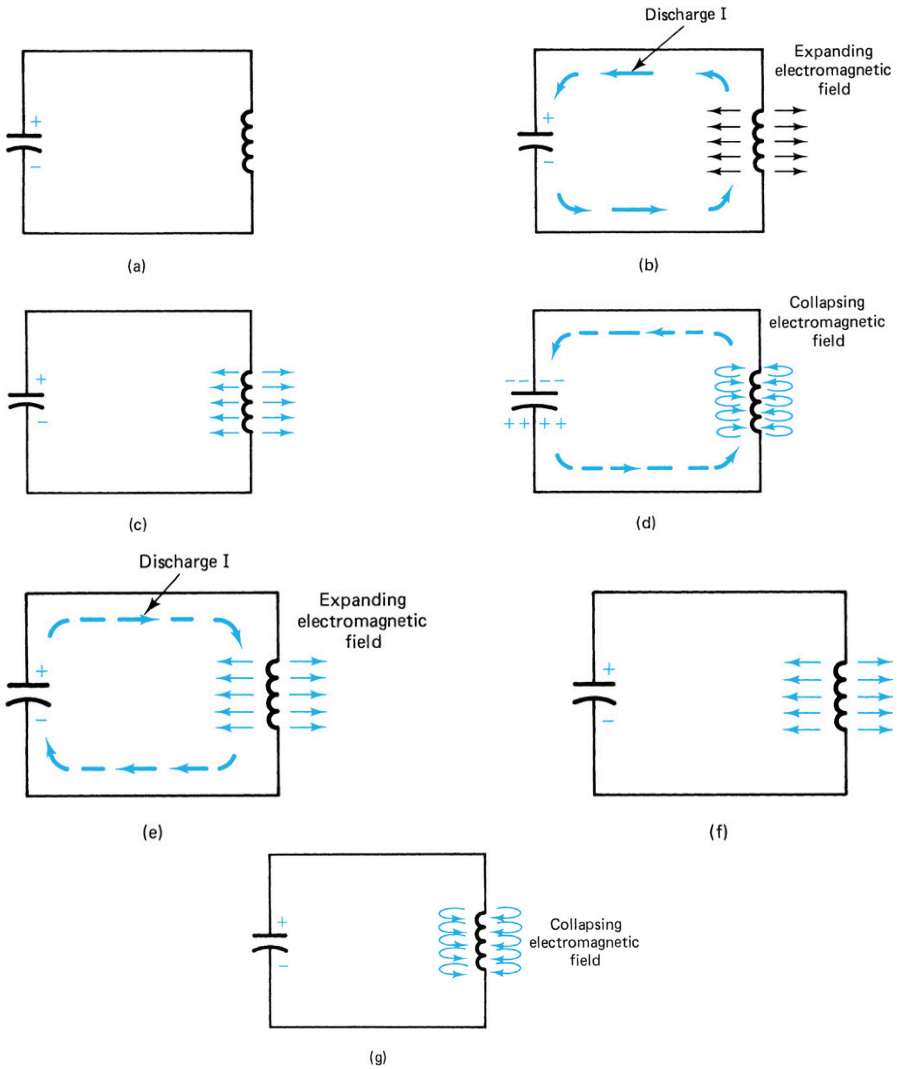 Discharge I
Expanding
electromagnetic
field
+
−
+
−
(a)
(b)
Collapsing
electromagnetic
field
+
−
− − − −
+ + + +
(c)
(d)
Discharge I
Expanding
electromagnetic
field
+
−
+
−
(e)
(f)
+
−
Collapsing
electromagnetic
field
(g)